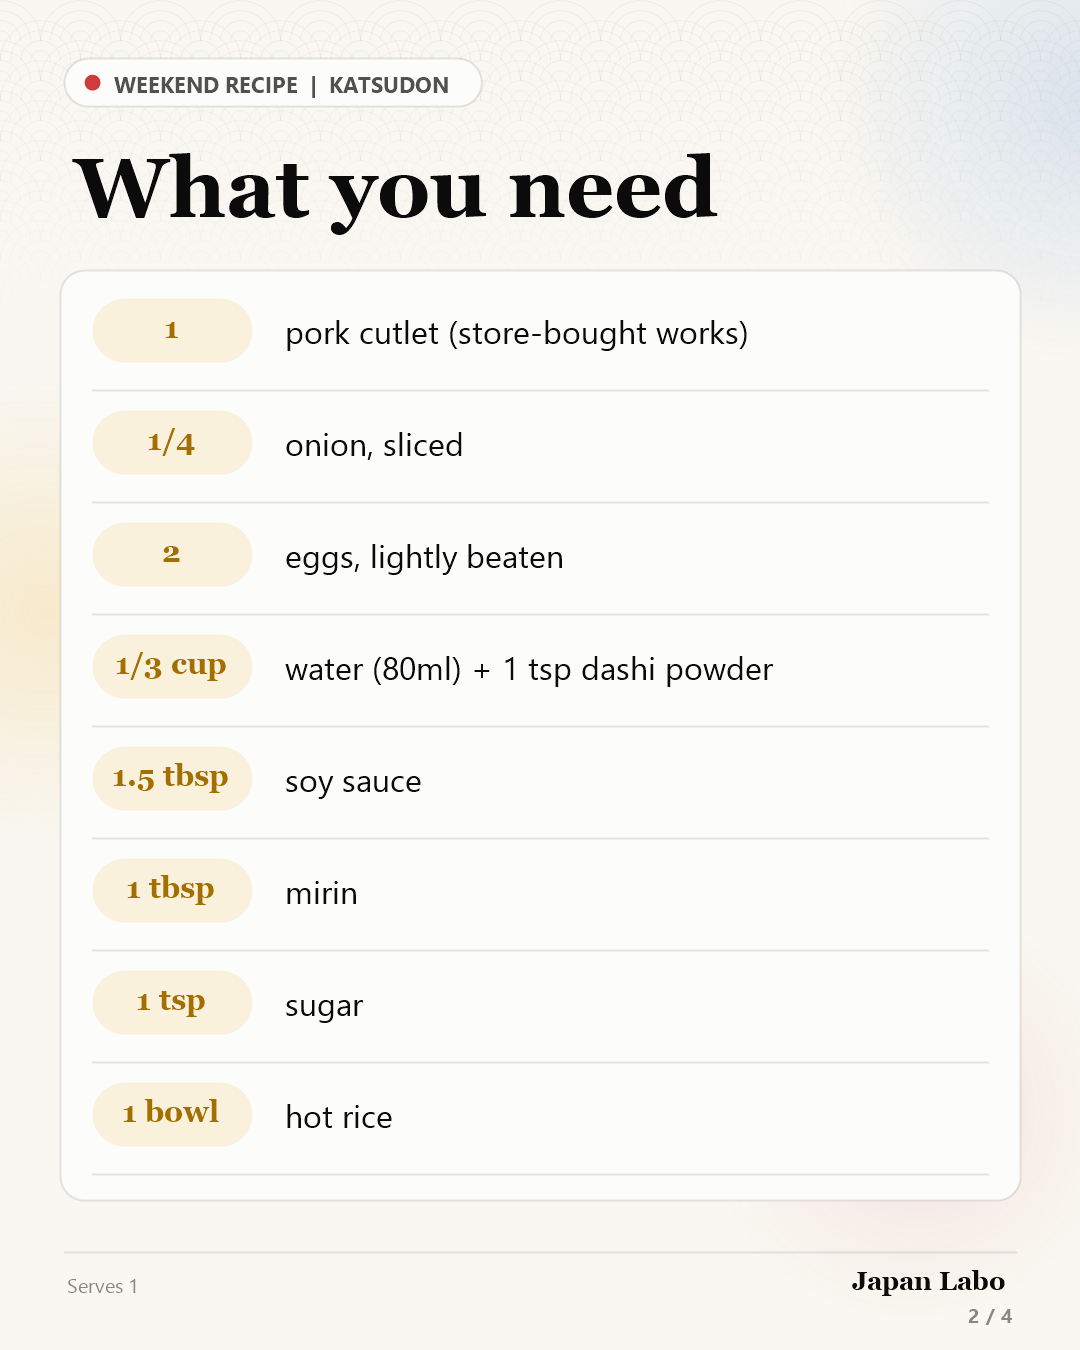 WEEKEND RECIPE | KATSUDON
What you need
1 pork cutlet (store-bought works)
1/4 onion, sliced
2 eggs, lightly beaten
1/3 cup water (80ml) + 1 tsp dashi powder
1.5 tbsp soy sauce
1 tbsp mirin
1 tsp sugar
1 bowl hot rice
Serves 1
Japan Labo
2 / 4